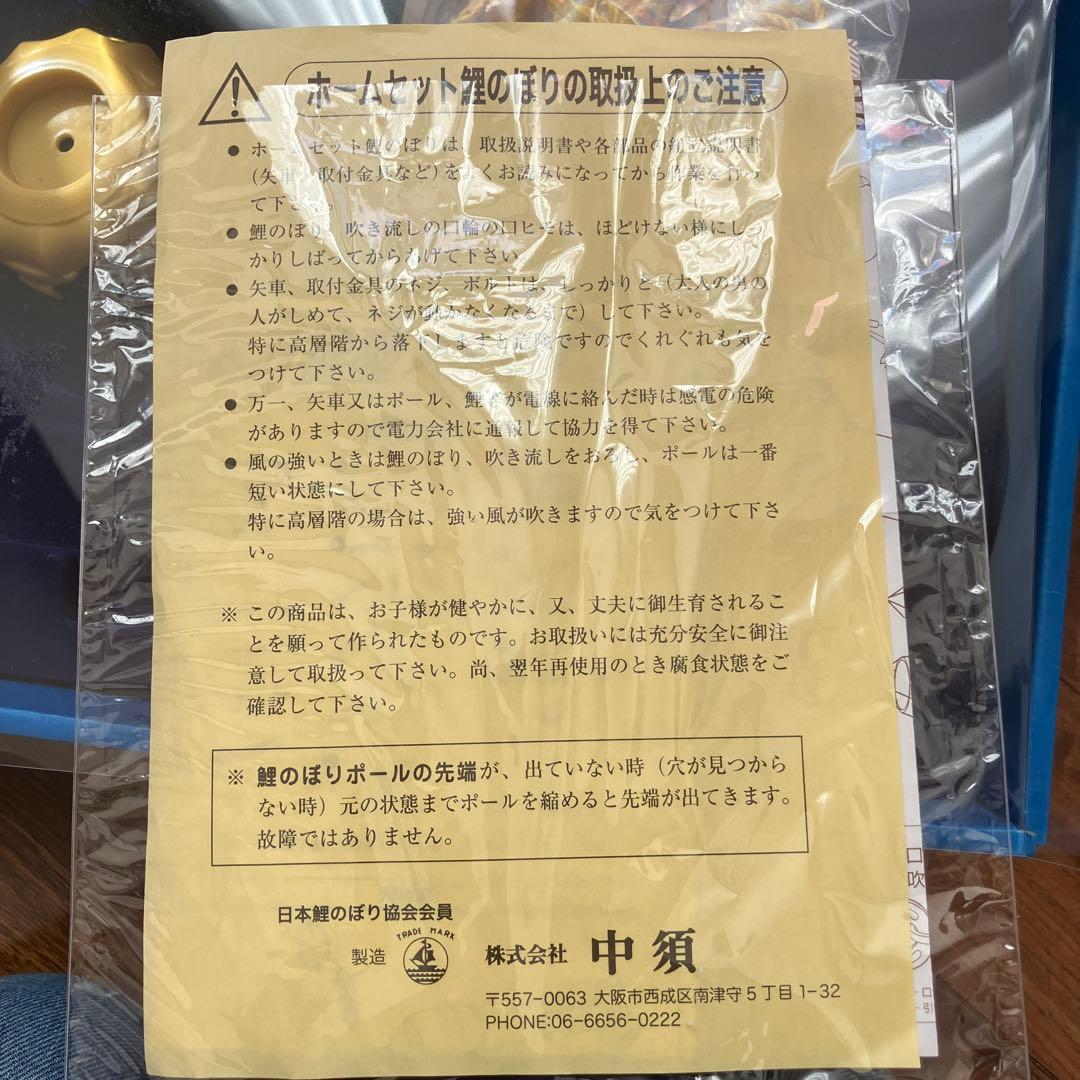 ホームセット鯉のぼりの取扱上のご注意
● ホームセット鯉のぼりは、取扱説明書や各部品の組立説明書
(矢車、取付金具など)をよくお読みになってから作業を行っ
て下さい。
● 鯉のぼり、吹き流しの口輪の口ヒモは、ほどけない様にしっ
かりしばってからあげて下さい。
● 矢車、取付金具のネジ、ボルトは、しっかりと(大人の男の
人がしめて、ネジが動かなくなるまで)して下さい。
特に高層階から落下しますと危険ですのでくれぐれも気を
つけて下さい。
● 万一、矢車又はポール、鯉等が電線に絡んだ時は感電の危険
がありますので電力会社に通報して協力を得て下さい。
● 風の強いときは鯉のぼり、吹き流しをおろし、ポールは一番
短い状態にして下さい。
特に高層階の場合は、強い風が吹きますので気をつけて下さ
い。
※ この商品は、お子様が健やかに、又、丈夫に御生育されるこ
とを願って作られたものです。お取扱いには充分安全に御注
意して取扱って下さい。尚、翌年再使用のとき腐食状態をご
確認して下さい。
※ 鯉のぼりポールの先端が、出ていない時(穴が見つから
ない時)元の状態までポールを縮めると先端が出てきます。
故障ではありません。
日本鯉のぼり協会会員
製造 TRADE MARK 株式会社 中須
〒557-0063 大阪市西成区南津守5丁目1-32
PHONE:06-6656-0222
口
吹